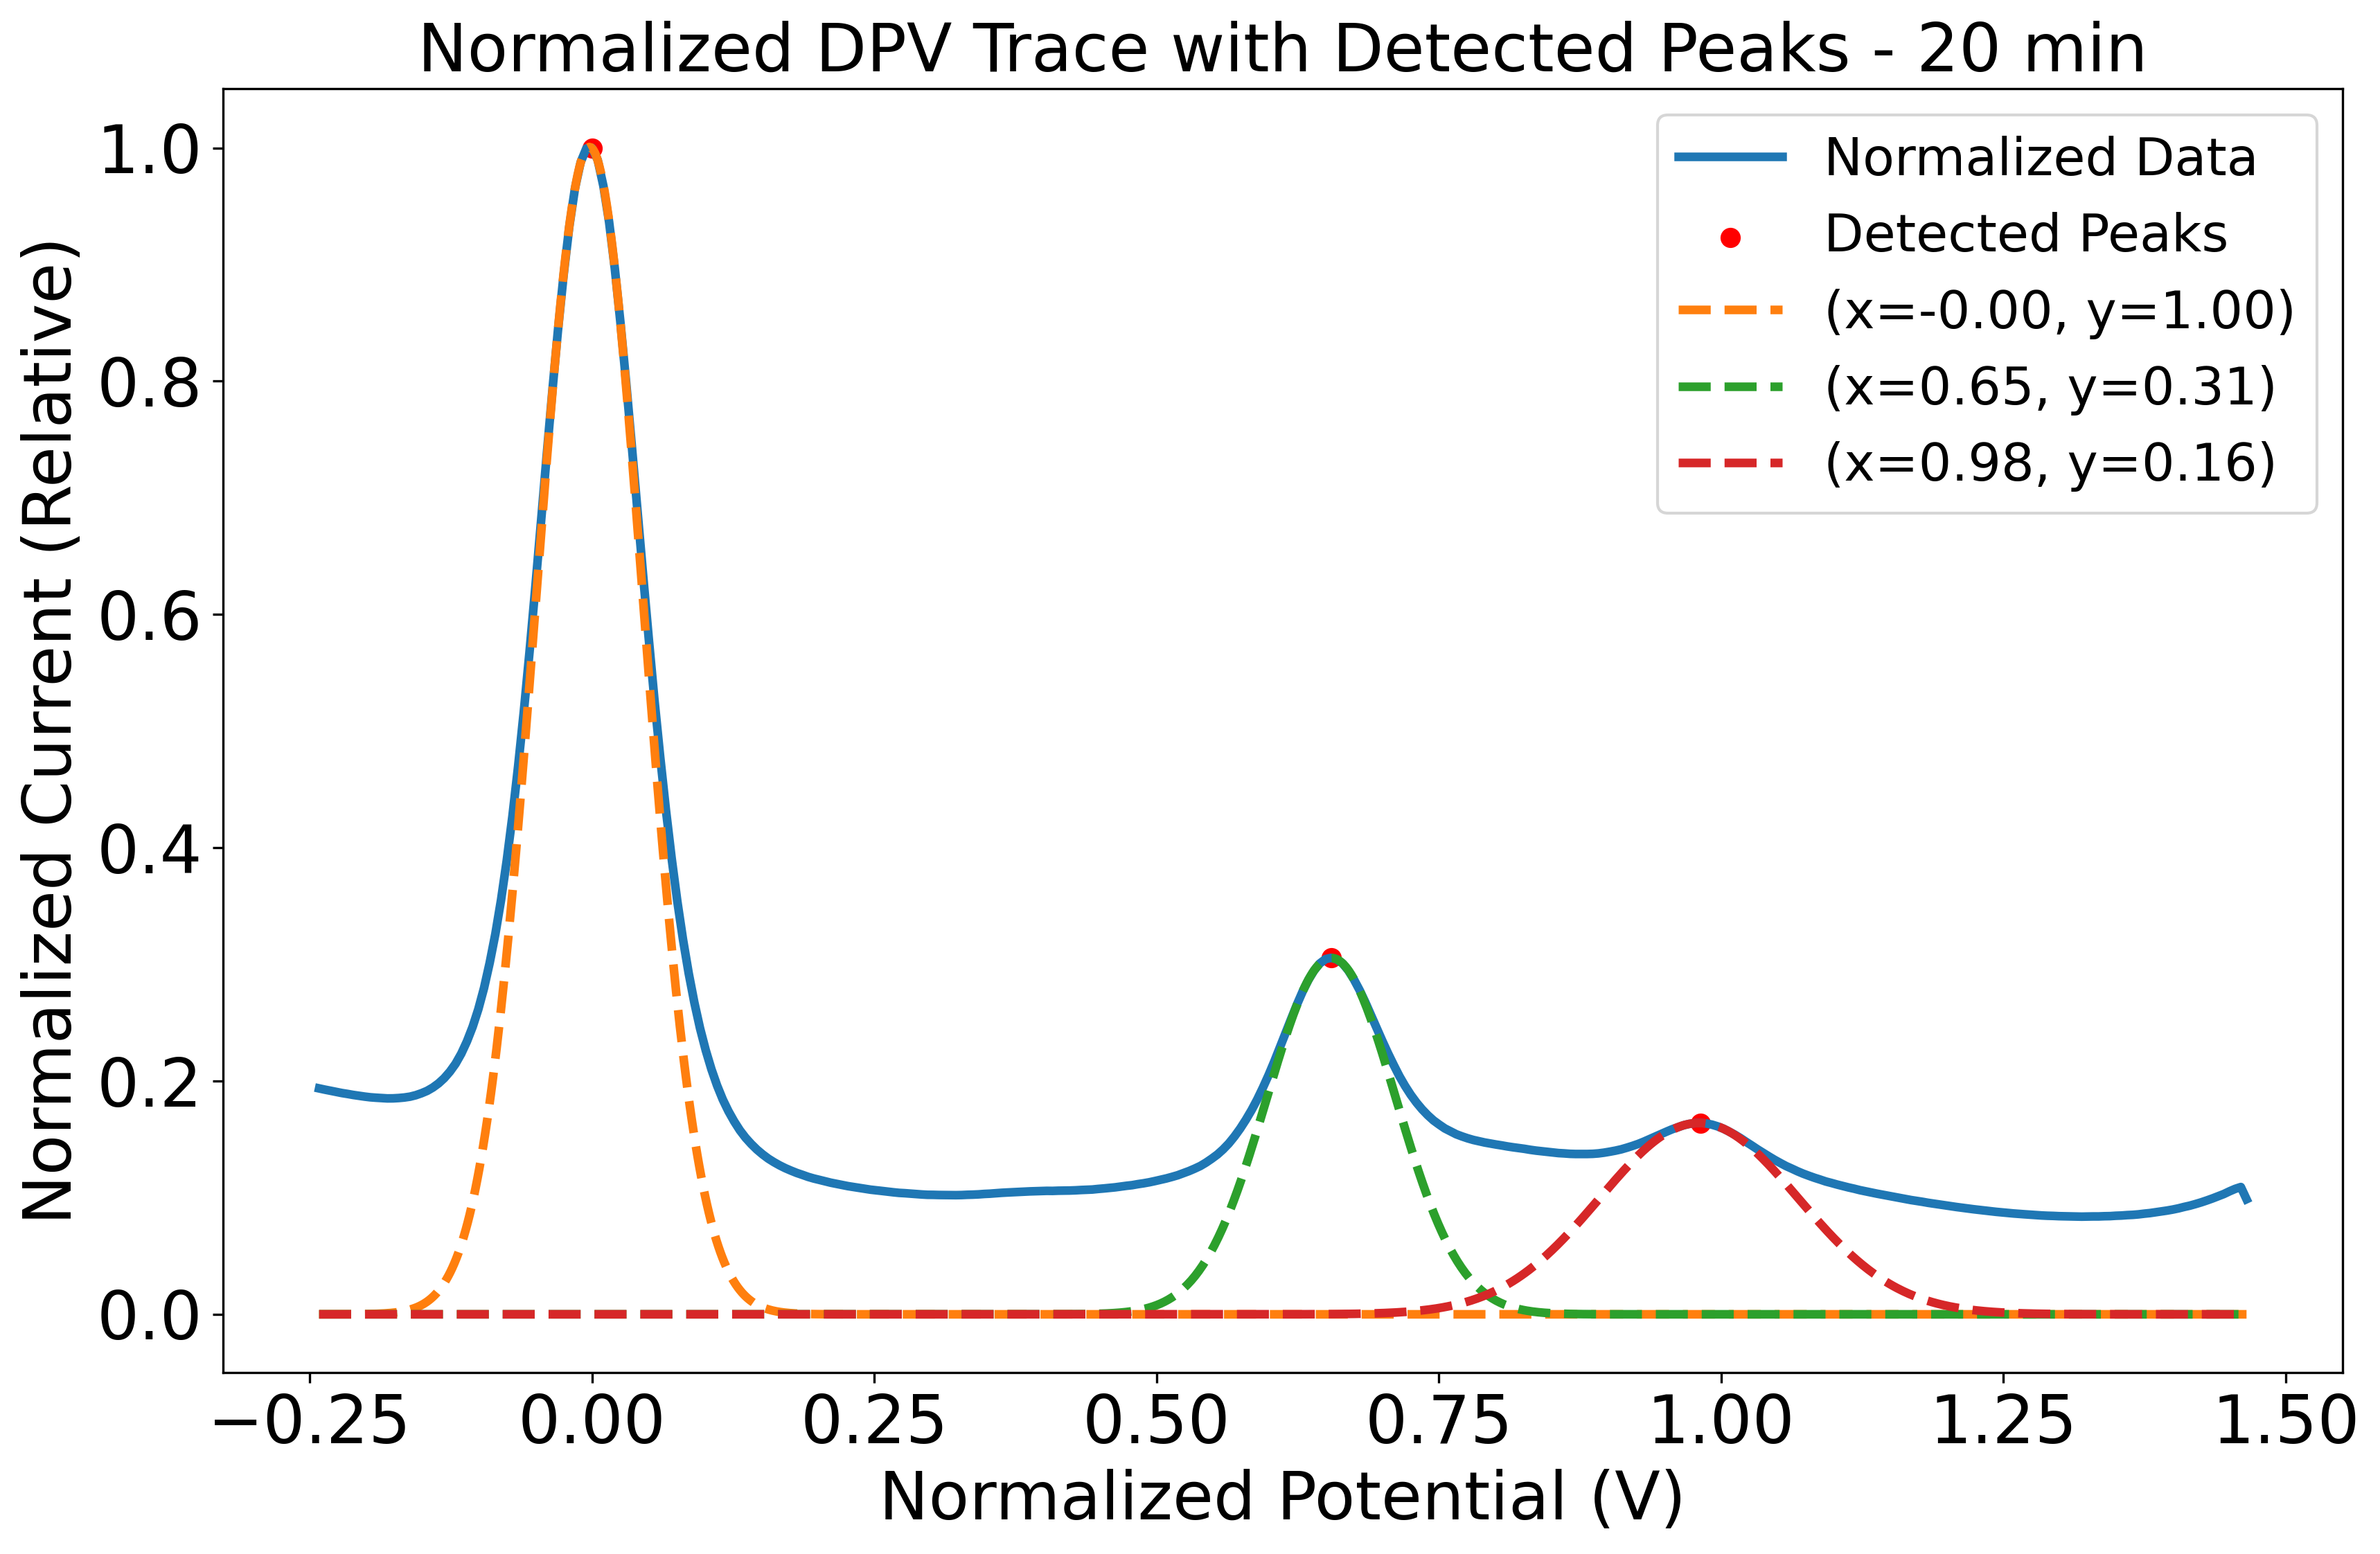 Normalized DPV Trace with Detected Peaks - 20 min
Normalized Current (Relative)
1.0
0.8
0.6
0.4
0.2
0.0
Normalized Data
Detected Peaks
(x=-0.00, y=1.00)
(x=0.65, y=0.31)
(x=0.98, y=0.16)
−0.25 0.00 0.25 0.50 0.75 1.00 1.25 1.50
Normalized Potential (V)